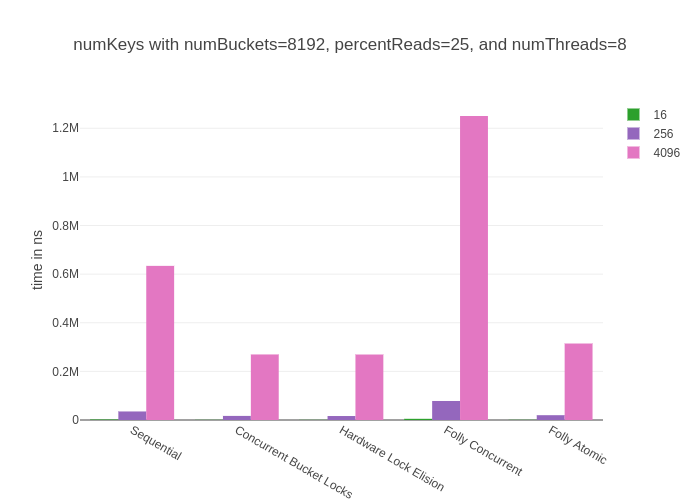 numKeys with numBuckets=8192, percentReads=25, and numThreads=8
16
256
4096
time in ns
1.2M
1M
0.8M
0.6M
0.4M
0.2M
0
Sequential
Concurrent Bucket Locks
Hardware Lock Elision
Folly Concurrent
Folly Atomic